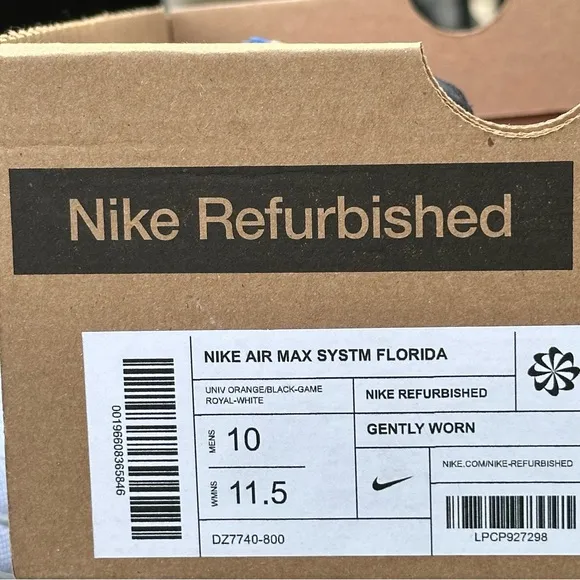 Nike Refurbished
NIKE AIR MAX SYSTM FLORIDA
UNIV ORANGE/BLACK-GAME
ROYAL-WHITE
NIKE REFURBISHED
MENS 10
GENTLY WORN
WMNS 11.5
NIKE.COM/NIKE-REFURBISHED
DZ7740-800
LPCP927298
00196608365846